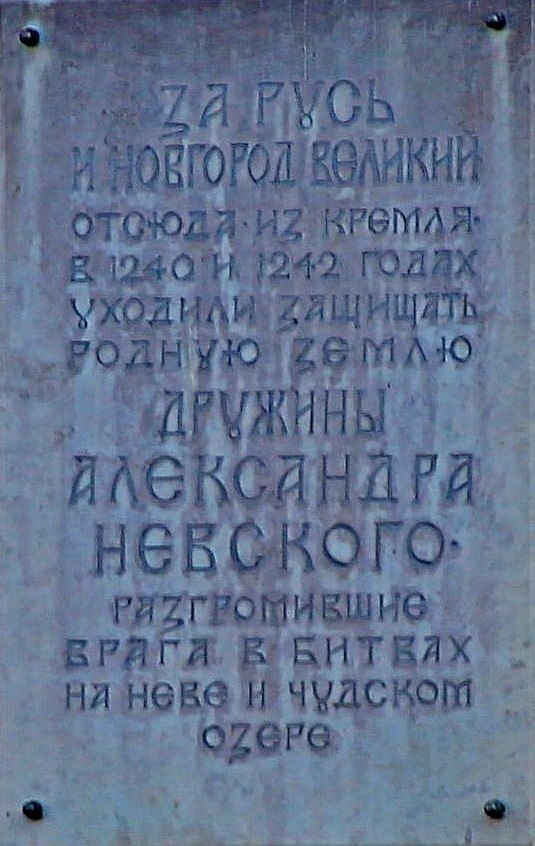 ЗА РУСЬ
И НОВГОРОД ВЕЛИКИЙ
ОТСЮДА·ИЗ КРЕМЛЯ·
В 1240 И 1242 ГОДАХ
УХОДИЛИ ЗАЩИЩАТЬ
РОДНУЮ ЗЕМЛЮ
ДРУЖИНЫ
АЛЕКСАНДРА
НЕВСКОГО·
РАЗГРОМИВШИЕ
ВРАГА В БИТВАХ
НА НЕВЕ И ЧУДСКОМ
ОЗЕРЕ